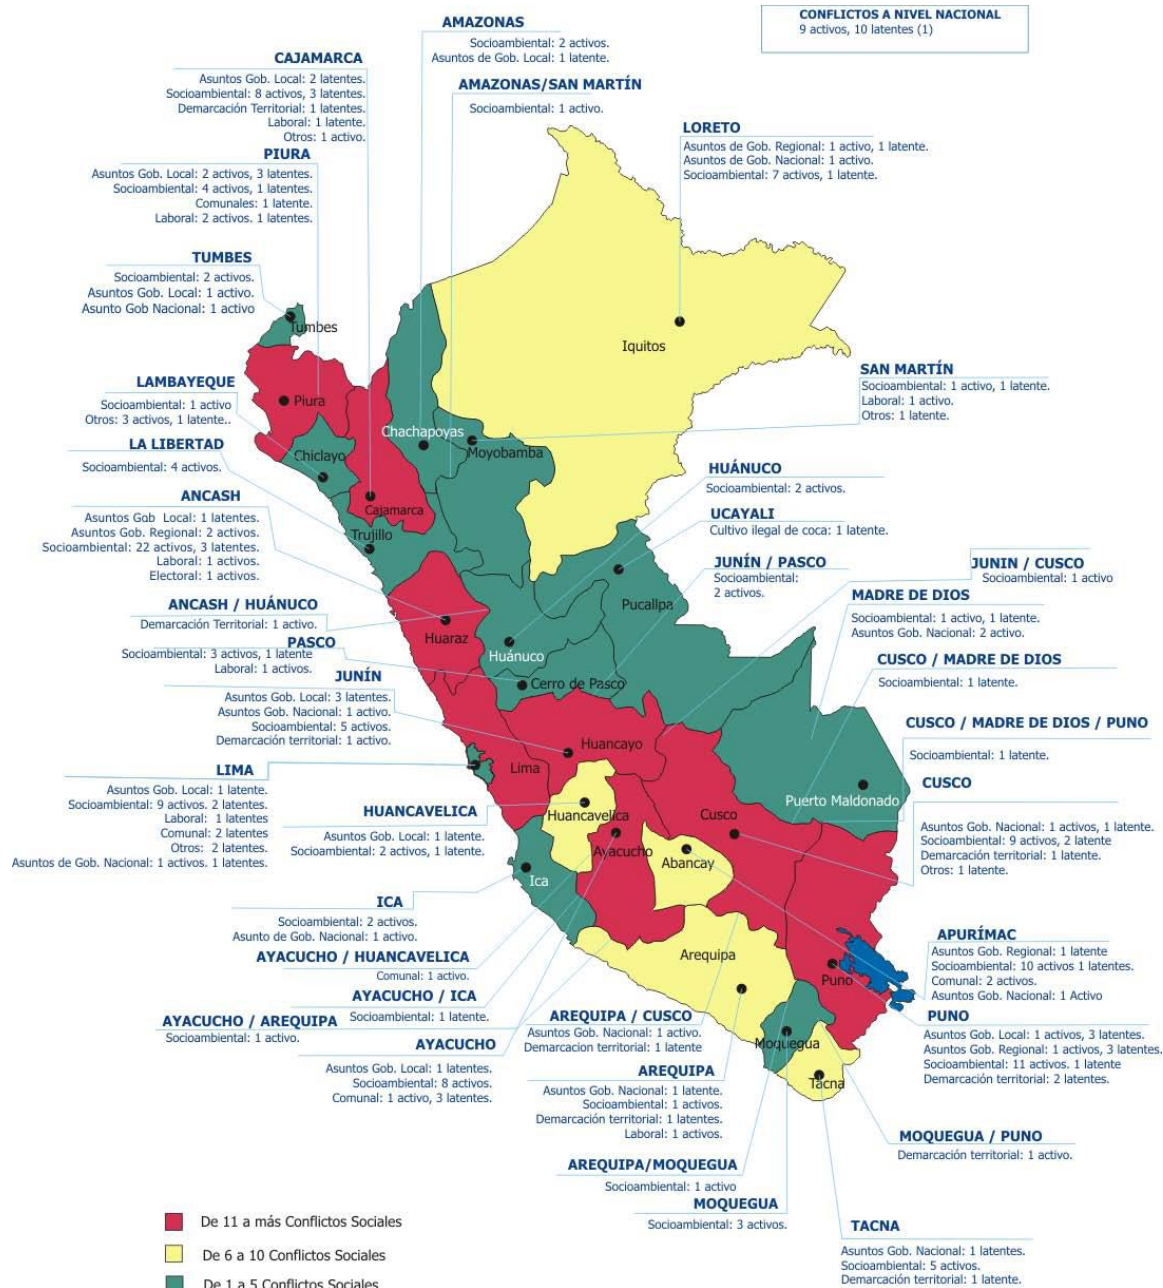 CONFLICTOS A NIVEL NACIONAL
9 activos, 10 latentes (1)
AMAZONAS
Socioambiental: 2 activos.
Asuntos de Gob. Local: 1 latente.
CAJAMARCA
Asuntos Gob. Local: 2 latentes.
Socioambiental: 8 activos, 3 latentes.
Demarcación Territorial: 1 latentes.
Laboral: 1 latente.
Otros: 1 activo.
AMAZONAS/SAN MARTÍN
Socioambiental: 1 activo.
LORETO
Asuntos de Gob. Regional: 1 activo, 1 latente.
Asuntos de Gob. Nacional: 1 activo.
Socioambiental: 7 activos, 1 latente.
PIURA
Asuntos Gob. Local: 2 activos, 3 latentes.
Socioambiental: 4 activos, 1 latentes.
Comunales: 1 latente.
Laboral: 2 activos. 1 latentes.
TUMBES
Socioambiental: 2 activos.
Asuntos Gob. Local: 1 activo.
Asunto Gob Nacional: 1 activo
Tumbes
Iquitos
SAN MARTÍN
Socioambiental: 1 activo, 1 latente.
Laboral: 1 activo.
Otros: 1 latente.
LAMBAYEQUE
Socioambiental: 1 activo
Otros: 3 activos, 1 latente..
Piura
Chachapoyas
Moyobamba
Chiclayo
LA LIBERTAD
Socioambiental: 4 activos.
HUÁNUCO
Socioambiental: 2 activos.
ANCASH
Asuntos Gob  Local: 1 latentes.
Asuntos Gob. Regional: 2 activos.
Socioambiental: 22 activos, 3 latentes.
Laboral: 1 activos.
Electoral: 1 activos.
Cajamarca
Trujillo
UCAYALI
Cultivo ilegal de coca: 1 latente.
JUNÍN / PASCO
Socioambiental:
2 activos.
JUNIN / CUSCO
Socioambiental: 1 activo
ANCASH / HUÁNUCO
Demarcación Territorial: 1 activo.
Pucallpa
MADRE DE DIOS
Socioambiental: 1 activo, 1 latente.
Asuntos Gob. Nacional: 2 activo.
PASCO
Socioambiental: 3 activos, 1 latente
Laboral: 1 activos.
Huaraz
Huánuco
Cerro de Pasco
CUSCO / MADRE DE DIOS
Socioambiental: 1 latente.
JUNÍN
Asuntos Gob. Local: 3 latentes.
Asuntos Gob. Nacional: 1 activo.
Socioambiental: 5 activos.
Demarcación territorial: 1 activo.
CUSCO / MADRE DE DIOS / PUNO
Socioambiental: 1 latente.
Huancayo
Lima
LIMA
Asuntos Gob. Local: 1 latente.
Socioambiental: 9 activos. 2 latentes.
Laboral:  1 latentes
Comunal: 2 latentes
Otros:  2 latentes.
Asuntos de Gob. Nacional: 1 activos. 1 latentes.
CUSCO
Asuntos Gob. Nacional: 1 activos, 1 latente.
Socioambiental: 9 activos, 2 latente
Demarcación territorial: 1 latente.
Otros: 1 latente.
Puerto Maldonado
HUANCAVELICA
Asuntos Gob. Local: 1 latente.
Socioambiental: 2 activos, 1 latente.
Huancavelica
Cusco
Ayacucho
Abancay
Ica
ICA
Socioambiental: 2 activos.
Asunto de Gob. Nacional: 1 activo.
APURÍMAC
Asuntos Gob. Regional: 1 latente
Socioambiental: 10 activos 1 latentes.
Comunal: 2 activos.
Asuntos Gob. Nacional: 1 Activo
AYACUCHO / HUANCAVELICA
Comunal: 1 activo.
Arequipa
Puno
AYACUCHO / ICA
Socioambiental: 1 latente.
AYACUCHO / AREQUIPA
Socioambiental: 1 activo.
AREQUIPA / CUSCO
Asuntos Gob. Nacional: 1 activo.
Demarcacion territorial: 1 latente
PUNO
Asuntos Gob. Local: 1 activos, 3 latentes.
Asuntos Gob. Regional: 1 activos, 3 latentes.
Socioambiental: 11 activos. 1 latente
Demarcación territorial: 2 latentes.
AYACUCHO
Asuntos Gob. Local: 1 latentes.
Socioambiental: 8 activos.
Comunal: 1 activo, 3 latentes.
Moquegua
Tacna
AREQUIPA
Asuntos Gob. Nacional: 1 latente.
Socioambiental: 1 activos.
Demarcación territorial: 1 latentes.
Laboral: 1 activos.
MOQUEGUA / PUNO
Demarcación territorial: 1 activo.
AREQUIPA/MOQUEGUA
Socioambiental: 1 activo
MOQUEGUA
Socioambiental: 3 activos.
TACNA
Asuntos Gob. Nacional: 1 latentes.
Socioambiental: 5 activos.
Demarcación territorial: 1 latente.
De 11 a más Conflictos Sociales
De 6 a 10 Conflictos Sociales
De 1 a 5 Conflictos Sociales